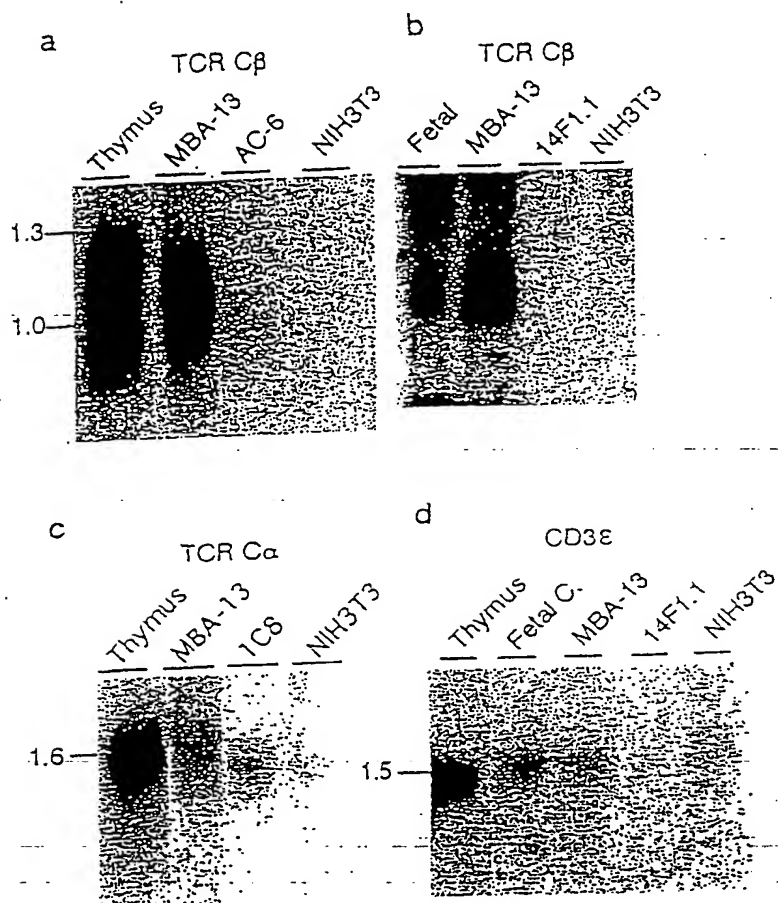 a
TCR Cβ
Thymus MBA-13 AC-6 NIH3T3
1.3
1.0
b
TCR Cβ
Fetal MBA-13 14F1.1 NIH3T3
c
TCR Cα
Thymus MBA-13 1C8 NIH3T3
1.6
d
CD3ε
Thymus Fetal C. MBA-13 14F1.1 NIH3T3
1.5